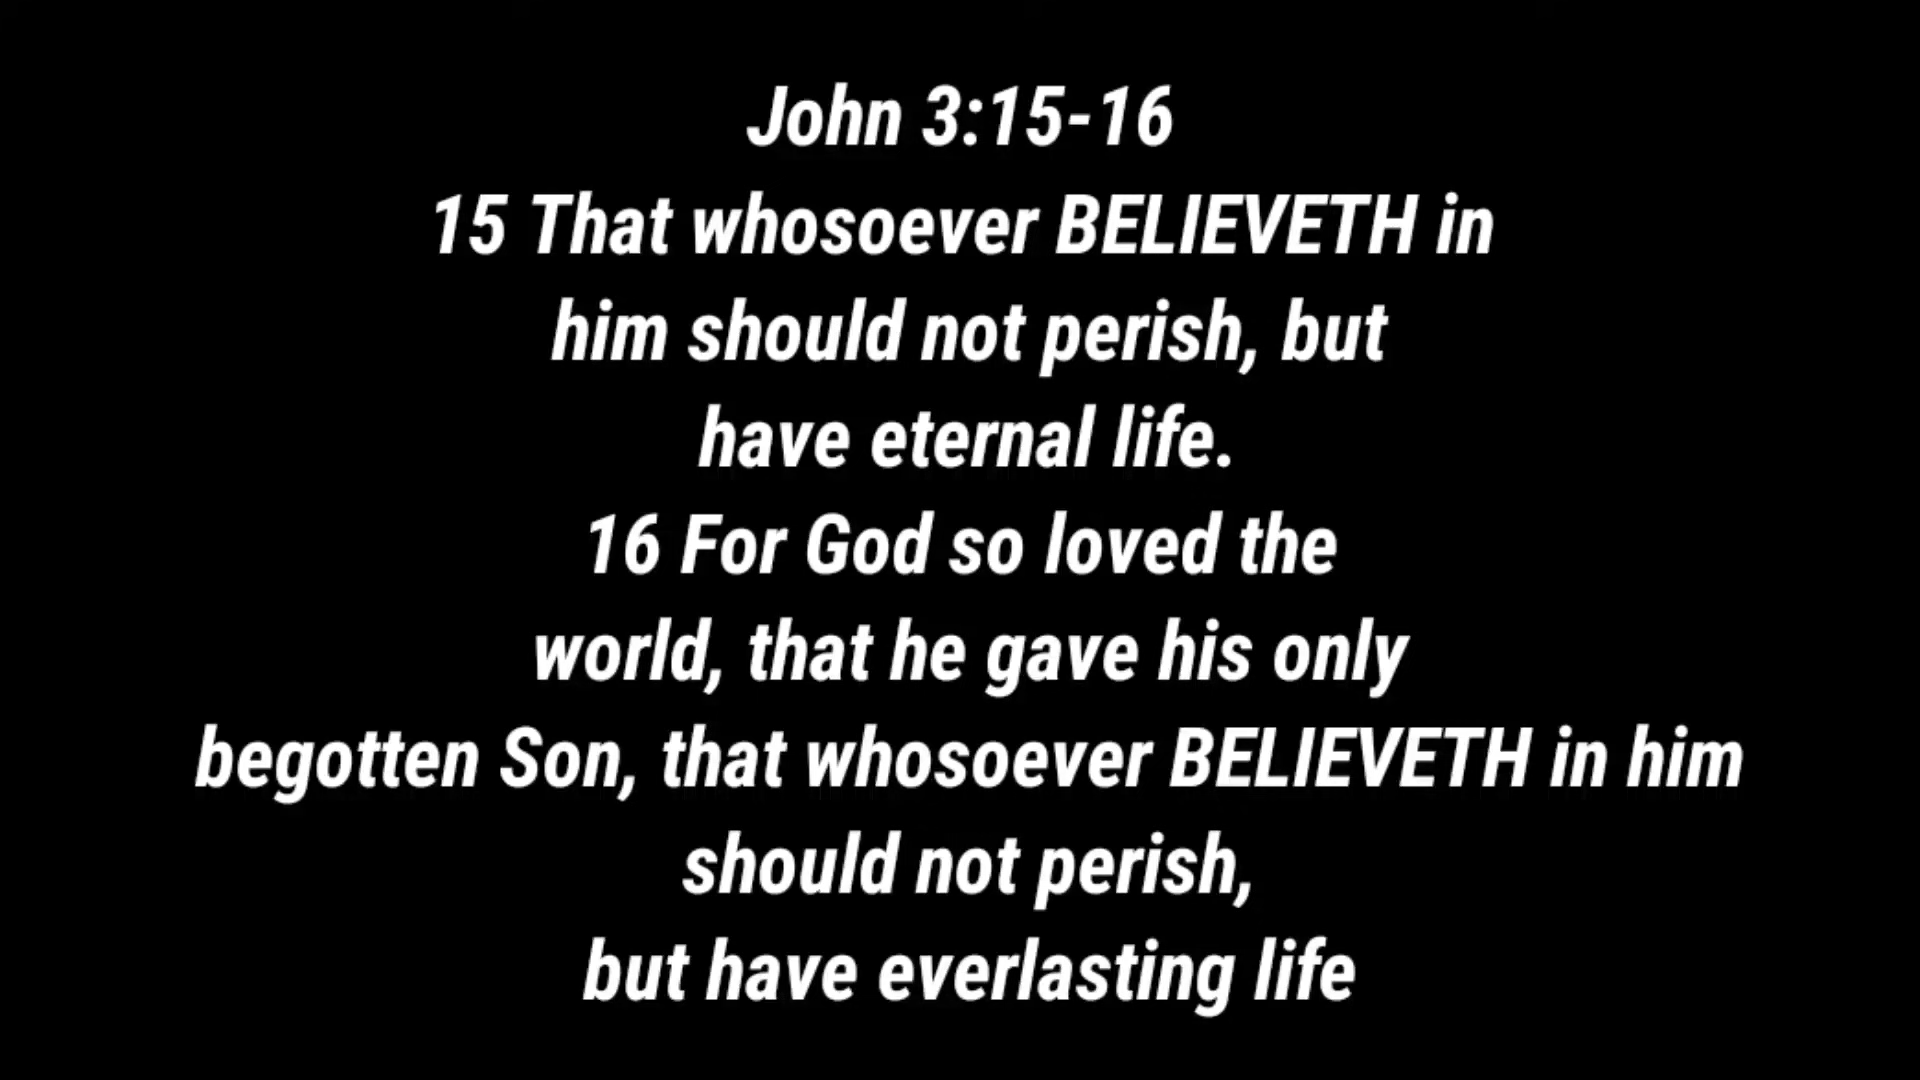 John 3:15-16
15 That whosoever BELIEVETH in
him should not perish, but
have eternal life.
16 For God so loved the
world, that he gave his only
begotten Son, that whosoever BELIEVETH in him
should not perish,
but have everlasting life